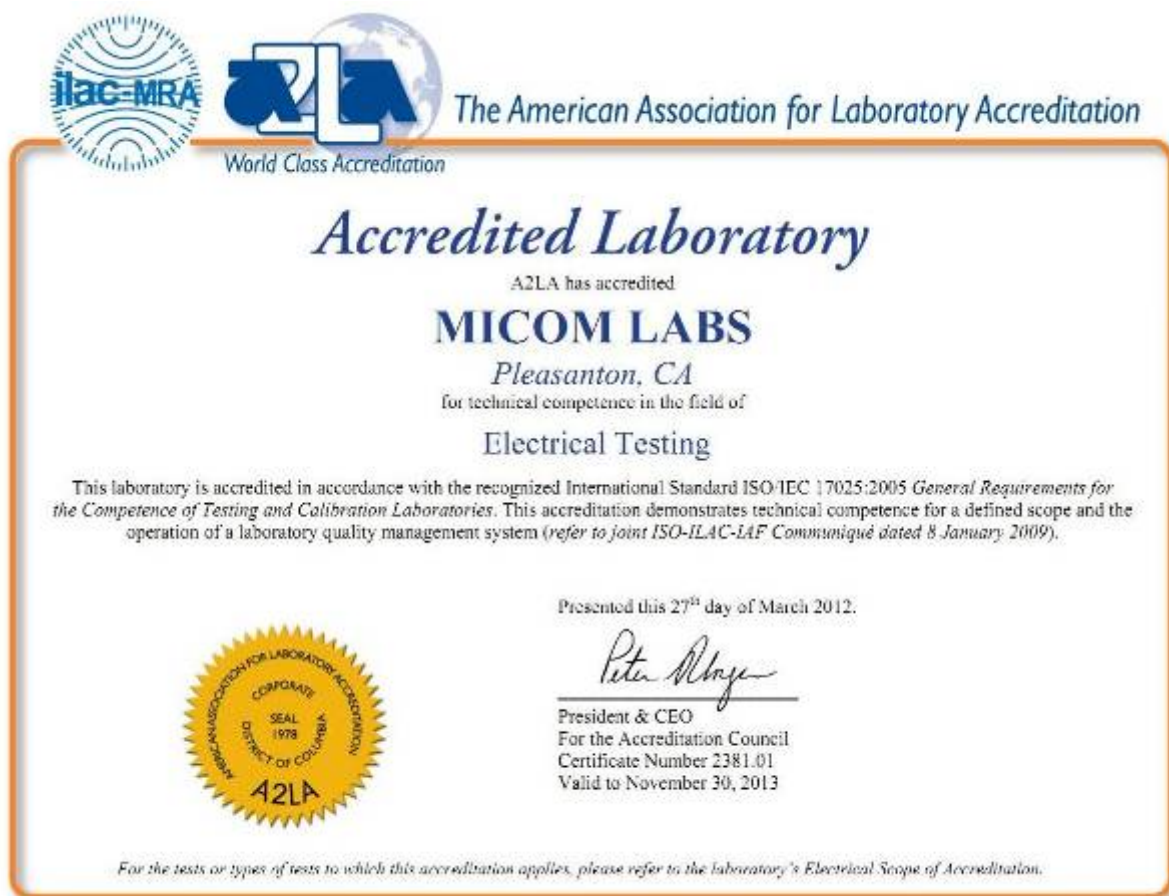 ilac-MRA
A2LA
The American Association for Laboratory Accreditation
World Class Accreditation
Accredited Laboratory
A2LA has accredited
MICOM LABS
Pleasanton, CA
for technical competence in the field of
Electrical Testing
This laboratory is accredited in accordance with the recognized International Standard ISO/IEC 17025:2005 General Requirements for
the Competence of Testing and Calibration Laboratories. This accreditation demonstrates technical competence for a defined scope and the
operation of a laboratory quality management system (refer to joint ISO-ILAC-IAF Communiqué dated 8 January 2009).
Presented this 27th day of March 2012.
Peter
President & CEO
For the Accreditation Council
Certificate Number 2381.01
Valid to November 30, 2013
AMERICAN ASSOCIATION FOR LABORATORY ACCREDITATION
CORPORATE
SEAL
1978
DISTRICT OF COLUMBIA
A2LA
For the tests or types of tests to which this accreditation applies, please refer to the laboratory's Electrical Scope of Accreditation.